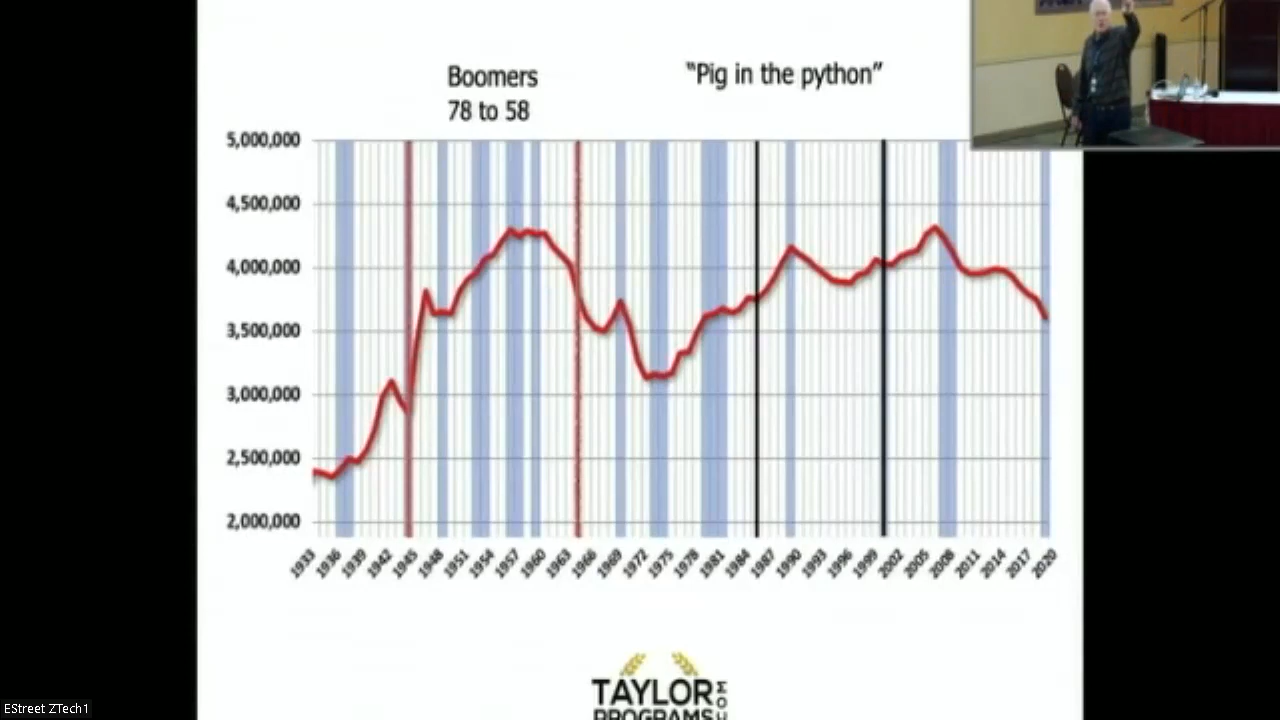 Boomers
78 to 58
“Pig in the python”
5,000,000
4,500,000
4,000,000
3,500,000
3,000,000
2,500,000
2,000,000
1933 1936 1939 1942 1945 1948 1951 1954 1957 1960 1963 1966 1969 1972 1975 1978 1981 1984 1987 1990 1993 1996 1999 2002 2005 2008 2011 2014 2017 2020
TAYLOR
PROGRAMS
EStreet ZTech1